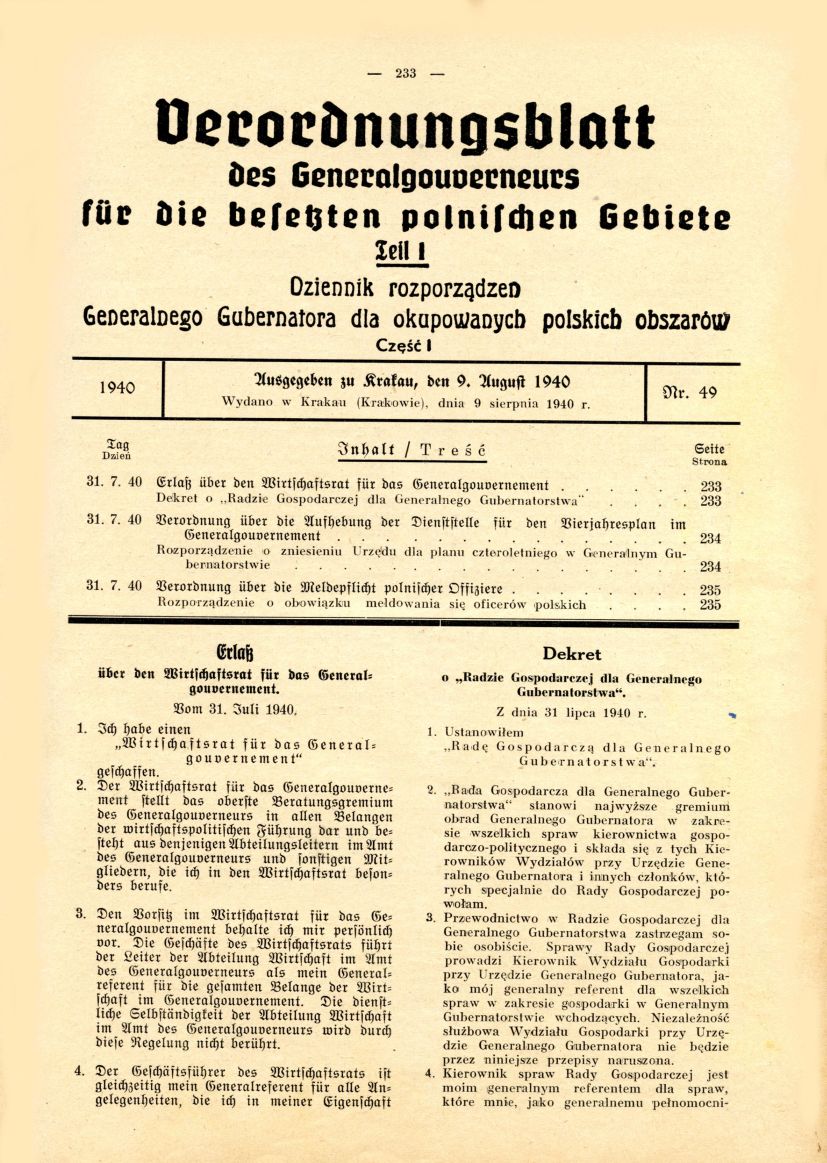 — 233 —
Verordnungsblatt
des Generalgouverneurs
für die besetzten polnischen Gebiete
Teil I
Dziennik rozporządzeń
Generalnego Gubernatora dla okupowanych polskich obszarów
Część I
1940
Ausgegeben zu Krakau, den 9. August 1940
Wydano w Krakau (Krakowie), dnia 9 sierpnia 1940 r.
Nr. 49
Tag
Dzień
Inhalt / Treść
Seite
Strona
31. 7. 40 Erlaß über den Wirtschaftsrat für das Generalgouvernement . . . . . . 233
Dekret o „Radzie Gospodarczej dla Generalnego Gubernatorstwa“ . . . . . 233
31. 7. 40 Verordnung über die Aufhebung der Dienststelle für den Vierjahresplan im
Generalgouvernement . . . . . . . . . . . . . . . . 234
Rozporządzenie o zniesieniu Urzędu dla planu czteroletniego w Generalnym Gu-
bernatorstwie . . . . . . . . . . . . . . . . . . 234
31. 7. 40 Verordnung über die Meldepflicht polnischer Offiziere . . . . . . . . 235
Rozporządzenie o obowiązku meldowania się oficerów polskich . . . . 235
Erlaß
über den Wirtschaftsrat für das General-
gouvernement.
Vom 31. Juli 1940.
1. Ich habe einen
„Wirtschaftsrat für das General-
gouvernement“
geschaffen.
2. Der Wirtschaftsrat für das Generalgouverne-
ment stellt das oberste Beratungsgremium
des Generalgouverneurs in allen Belangen
der wirtschaftspolitischen Führung dar und be-
steht aus denjenigen Abteilungsleitern im Amt
des Generalgouverneurs und sonstigen Mit-
gliedern, die ich in den Wirtschaftsrat beson-
ders berufe.
3. Den Vorsitz im Wirtschaftsrat für das Ge-
neralgouvernement behalte ich mir persönlich
vor. Die Geschäfte des Wirtschaftsrats führt
der Leiter der Abteilung Wirtschaft im Amt
des Generalgouverneurs als mein General-
referent für die gesamten Belange der Wirt-
schaft im Generalgouvernement. Die dienst-
liche Selbständigkeit der Abteilung Wirtschaft
im Amt des Generalgouverneurs wird durch
diese Regelung nicht berührt.
4. Der Geschäftsführer des Wirtschaftsrats ist
gleichzeitig mein Generalreferent für alle An-
gelegenheiten, die ich in meiner Eigenschaft
Dekret
o „Radzie Gospodarczej dla Generalnego
Gubernatorstwa“.
Z dnia 31 lipca 1940 r.
1. Ustanowiłem
„Radę Gospodarczą dla Generalnego
Gubernatorstwa“.
2. „Rada Gospodarcza dla Generalnego Guber-
natorstwa“ stanowi najwyższe gremium
obrad Generalnego Gubernatora w zakre-
sie wszelkich spraw kierownictwa gospo-
darczo-politycznego i składa się z tych Kie-
rowników Wydziałów przy Urzędzie Gene-
ralnego Gubernatora i innych członków, któ-
rych specjalnie do Rady Gospodarczej po-
wołam.
3. Przewodnictwo w Radzie Gospodarczej dla
Generalnego Gubernatorstwa zastrzegam so-
bie osobiście. Sprawy Rady Gospodarczej
prowadzi Kierownik Wydziału Gospodarki
przy Urzędzie Generalnego Gubernatora, ja-
ko mój generalny referent dla wszelkich
spraw w zakresie gospodarki w Generalnym
Gubernatorstwie wchodzących. Niezależność
służbowa Wydziału Gospodarki przy Urzę-
dzie Generalnego Gubernatora nie będzie
przez niniejsze przepisy naruszona.
4. Kierownik spraw Rady Gospodarczej jest
moim generalnym referentem dla spraw,
które mnie, jako generalnemu pełnomocni-